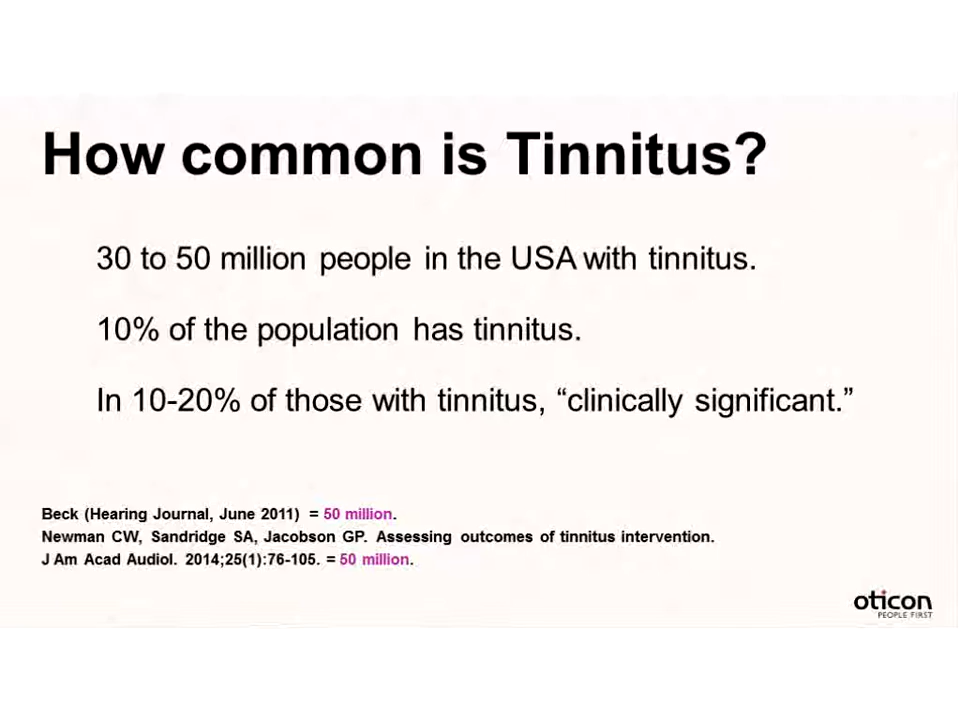 How common is Tinnitus?
30 to 50 million people in the USA with tinnitus.
10% of the population has tinnitus.
In 10-20% of those with tinnitus, “clinically significant.”
Beck (Hearing Journal, June 2011) = 50 million.
Newman CW, Sandridge SA, Jacobson GP. Assessing outcomes of tinnitus intervention.
J Am Acad Audiol. 2014;25(1):76-105. = 50 million.
oticon
PEOPLE FIRST